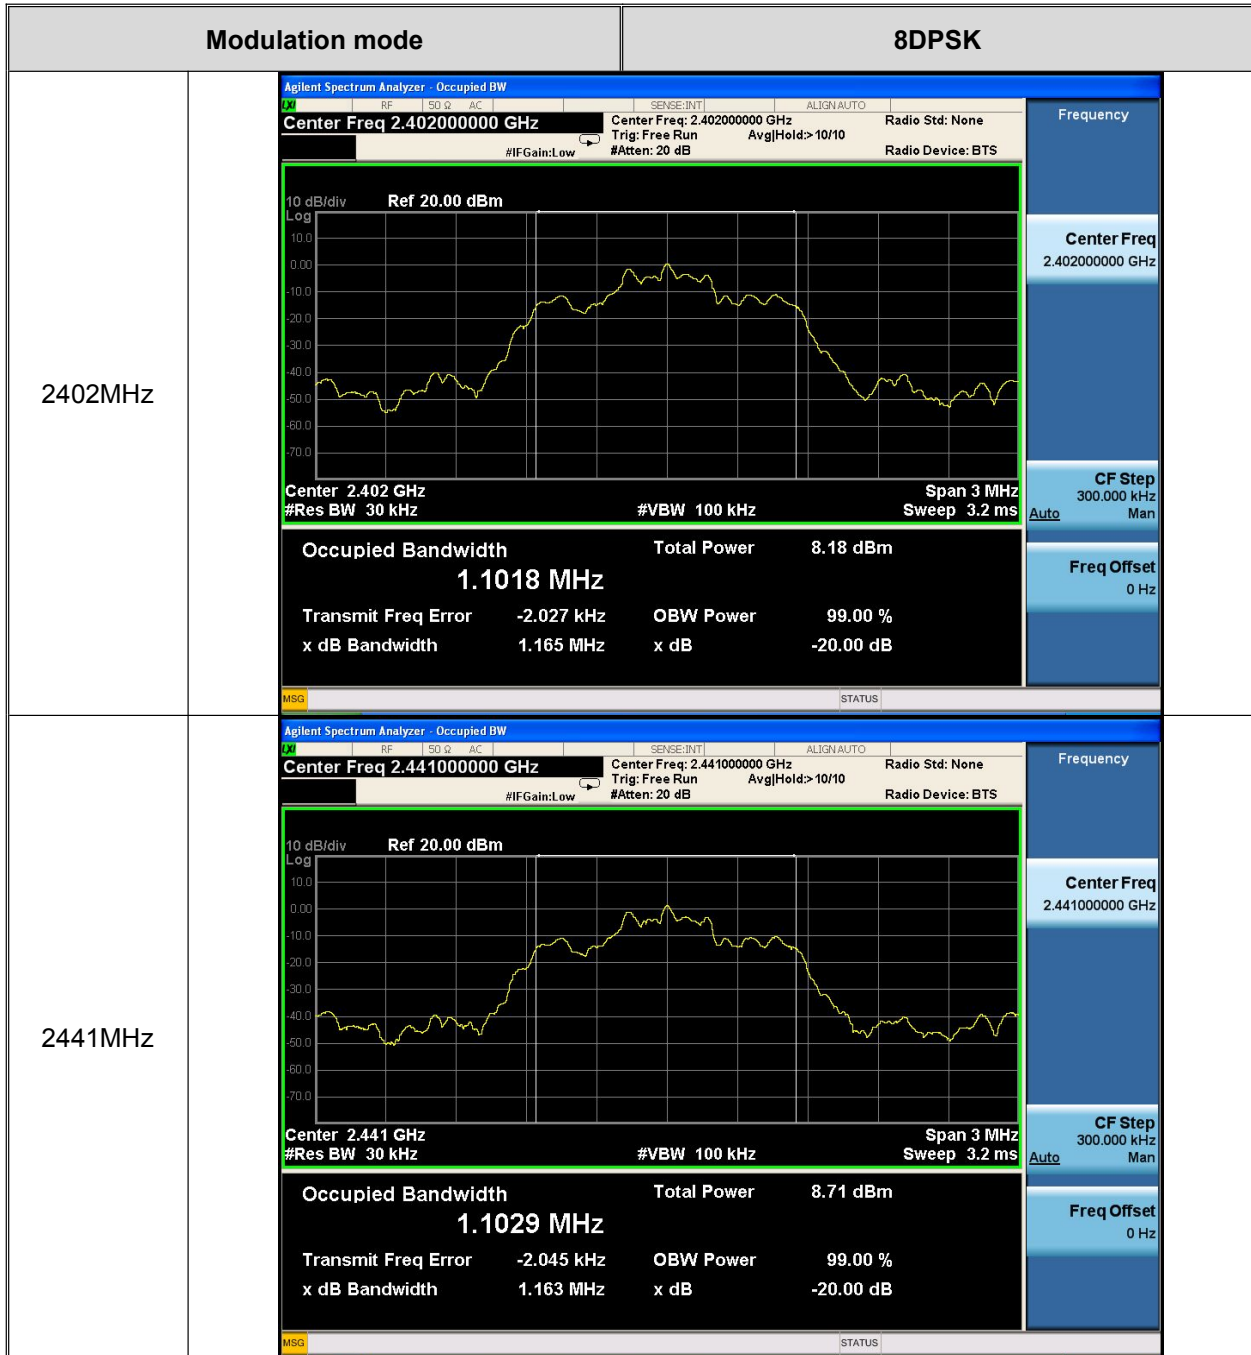 Modulation mode 8DPSK
2402MHz
Agilent Spectrum Analyzer - Occupied BW
LXI RF 50 Ω AC SENSE:INT ALIGN AUTO
Center Freq 2.402000000 GHz Center Freq: 2.402000000 GHz Radio Std: None
Trig: Free Run Avg|Hold:>10/10
#IFGain:Low #Atten: 20 dB Radio Device: BTS
10 dB/div Ref 20.00 dBm
Log
10.0
0.00
-10.0
-20.0
-30.0
-40.0
-50.0
-60.0
-70.0
Center 2.402 GHz Span 3 MHz
#Res BW 30 kHz #VBW 100 kHz Sweep 3.2 ms
Occupied Bandwidth Total Power 8.18 dBm
1.1018 MHz
Transmit Freq Error -2.027 kHz OBW Power 99.00 %
x dB Bandwidth 1.165 MHz x dB -20.00 dB
MSG STATUS
Frequency
Center Freq
2.402000000 GHz
CF Step
300.000 kHz
Auto Man
Freq Offset
0 Hz
2441MHz
Agilent Spectrum Analyzer - Occupied BW
LXI RF 50 Ω AC SENSE:INT ALIGN AUTO
Center Freq 2.441000000 GHz Center Freq: 2.441000000 GHz Radio Std: None
Trig: Free Run Avg|Hold:>10/10
#IFGain:Low #Atten: 20 dB Radio Device: BTS
10 dB/div Ref 20.00 dBm
Log
10.0
0.00
-10.0
-20.0
-30.0
-40.0
-50.0
-60.0
-70.0
Center 2.441 GHz Span 3 MHz
#Res BW 30 kHz #VBW 100 kHz Sweep 3.2 ms
Occupied Bandwidth Total Power 8.71 dBm
1.1029 MHz
Transmit Freq Error -2.045 kHz OBW Power 99.00 %
x dB Bandwidth 1.163 MHz x dB -20.00 dB
MSG STATUS
Frequency
Center Freq
2.441000000 GHz
CF Step
300.000 kHz
Auto Man
Freq Offset
0 Hz